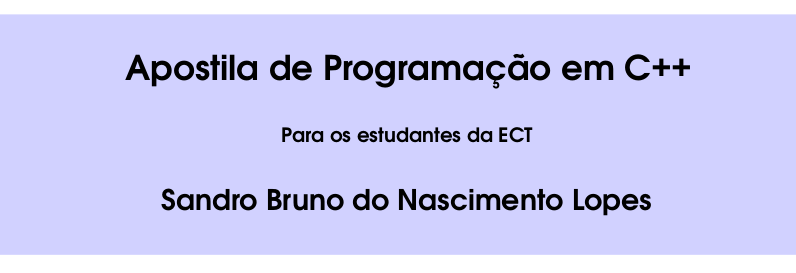 Apostila de Programação em C++
Para os estudantes da ECT
Sandro Bruno do Nascimento Lopes